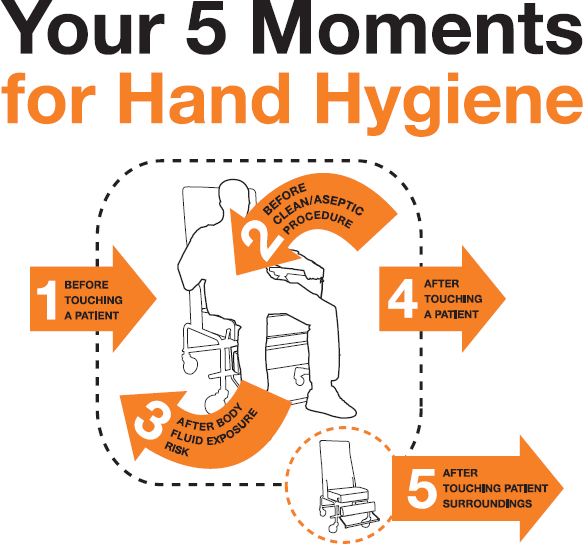 Your 5 Moments
for Hand Hygiene
1
BEFORE
TOUCHING
A PATIENT
2
BEFORE
CLEAN/ASEPTIC
PROCEDURE
3
AFTER BODY
FLUID EXPOSURE
RISK
4
AFTER
TOUCHING
A PATIENT
5
AFTER
TOUCHING PATIENT
SURROUNDINGS